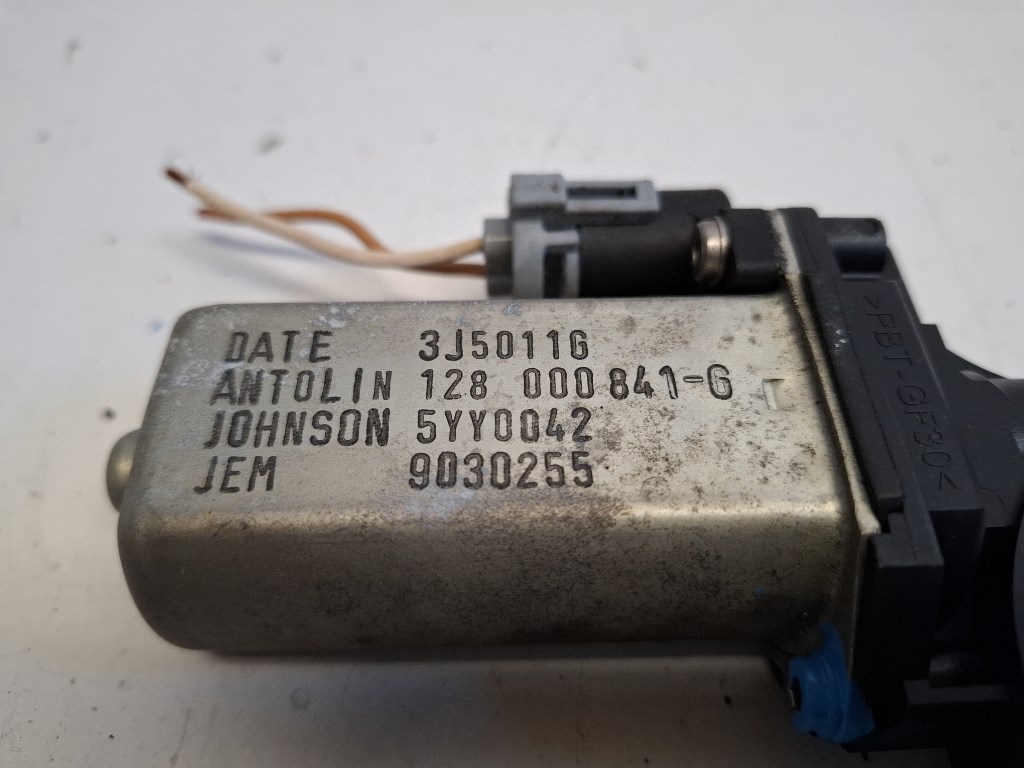 DATE 3J5011G
ANTOLIN 128 000 841-G
JOHNSON 5YY0042
JEM 9030255
>PBT-GF30<